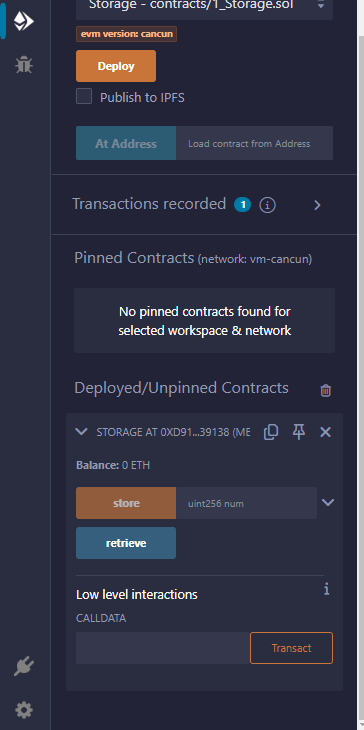 Storage - contracts/1_Storage.sol
evm version: cancun
Deploy
Publish to IPFS
At Address
Load contract from Address
Transactions recorded 1 i
Pinned Contracts (network: vm-cancun)
No pinned contracts found for
selected workspace & network
Deployed/Unpinned Contracts
STORAGE AT 0XD91...39138 (ME
Balance: 0 ETH
store
uint256 num
retrieve
Low level interactions
i
CALLDATA
Transact